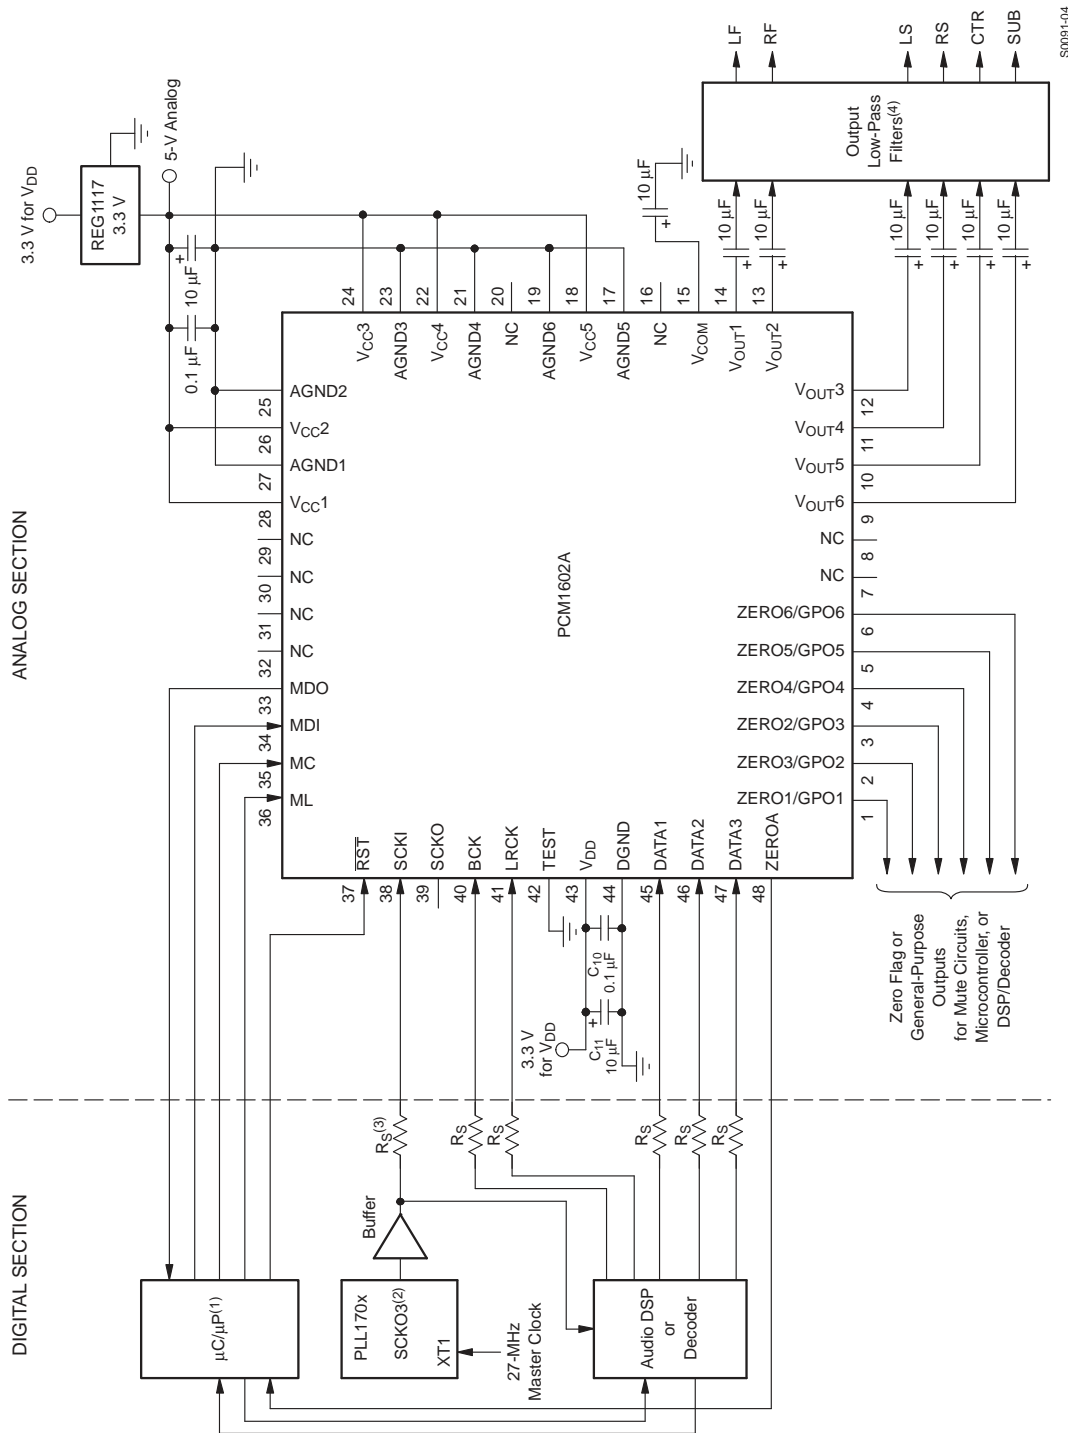 DIGITAL SECTION
ANALOG SECTION
μC/μP(1)
PLL170x
SCKO3(2)
XT1
27-MHz
Master Clock
Buffer
Audio DSP
or
Decoder
RS(3)
RS
RS
RS
RS
RS
3.3 V
for VDD
C11
10 μF
+
C10
0.1 μF
37
RST
38
SCKI
39
SCKO
40
BCK
41
LRCK
42
TEST
43
VDD
44
DGND
45
DATA1
46
DATA2
47
DATA3
48
ZEROA
36
ML
35
MC
34
MDI
33
MDO
32
NC
31
NC
30
NC
29
NC
28
VCC1
27
AGND1
26
VCC2
25
AGND2
PCM1602A
ZERO1/GPO1
1
ZERO3/GPO2
2
ZERO2/GPO3
3
ZERO4/GPO4
4
ZERO5/GPO5
5
ZERO6/GPO6
6
NC
7
NC
8
VOUT6
9
VOUT5
10
VOUT4
11
VOUT3
12
VCC3
24
AGND3
23
VCC4
22
AGND4
21
NC
20
AGND6
19
VCC5
18
AGND5
17
NC
16
VCOM
15
VOUT1
14
VOUT2
13
Zero Flag or
General-Purpose
Outputs
for Mute Circuits,
Microcontroller, or
DSP/Decoder
0.1 μF
10 μF
+
3.3 V for VDD
REG1117
3.3 V
5-V Analog
10 μF
+
10 μF
+
10 μF
+
10 μF
+
10 μF
+
10 μF
+
10 μF
+
Output
Low-Pass
Filters(4)
LF
RF
LS
RS
CTR
SUB
S0091-04